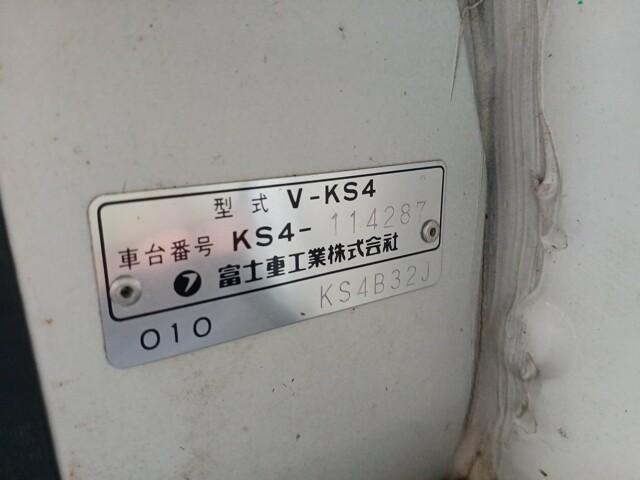 型式 V-KS4
車台番号 KS4-114287
フ 富士重工業株式会社
010 KS4B32J